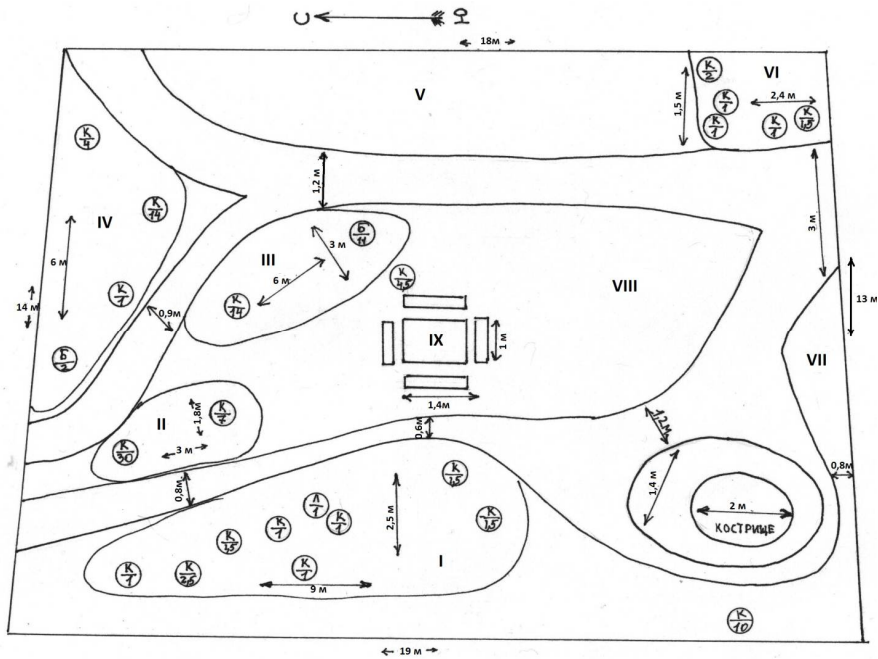 С Ю
18м
К
2
VI
V
1,5 м
К
1
2,4 м
К
1
К
1
К
1,5
К
4
1,2 м
3 м
IV
К
14
Б
11
III
3 м
6 м
6 м
К
4,5
VIII
14 м
К
1
К
14
13 м
0,9м
IX
1 м
VII
Б
2
1,4м
1,8м
К
7
II
0,6м
1,2м
К
30
3 м
0,8м
К
1,5
1,4 м
0,8м
2 м
Л
1
2,5 м
К
1,5
КОСТРИЩЕ
К
1
К
1
К
1,5
I
К
1
К
2,5
К
1
9 м
К
10
19 м